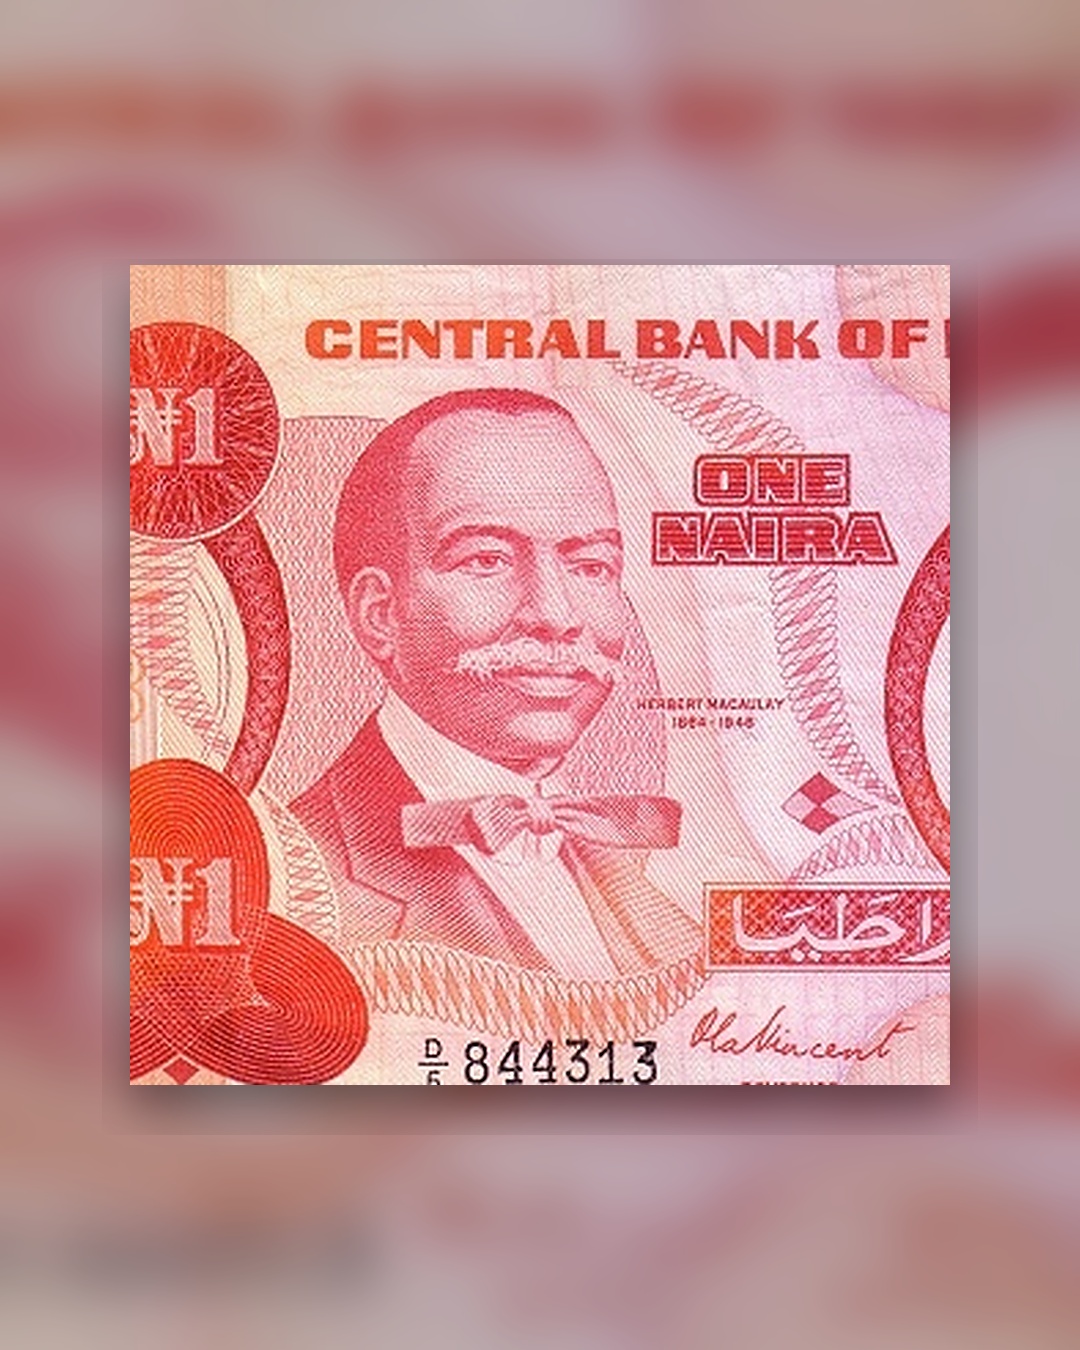 CENTRAL BANK OF
₦1
ONE
NAIRA
HERBERT MACAULAY
1864-1946
₦1
نَيْرَا
D/5 844313
OlaVincent